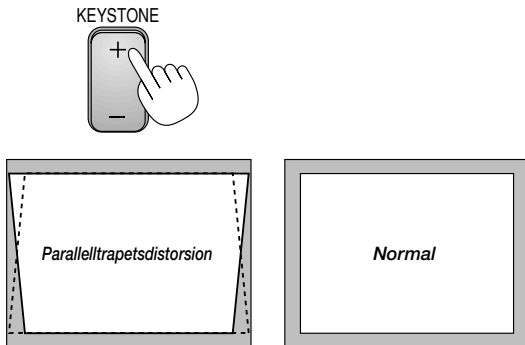 KEYSTONE
+
–
Parallelltrapetsdistorsion
Normal